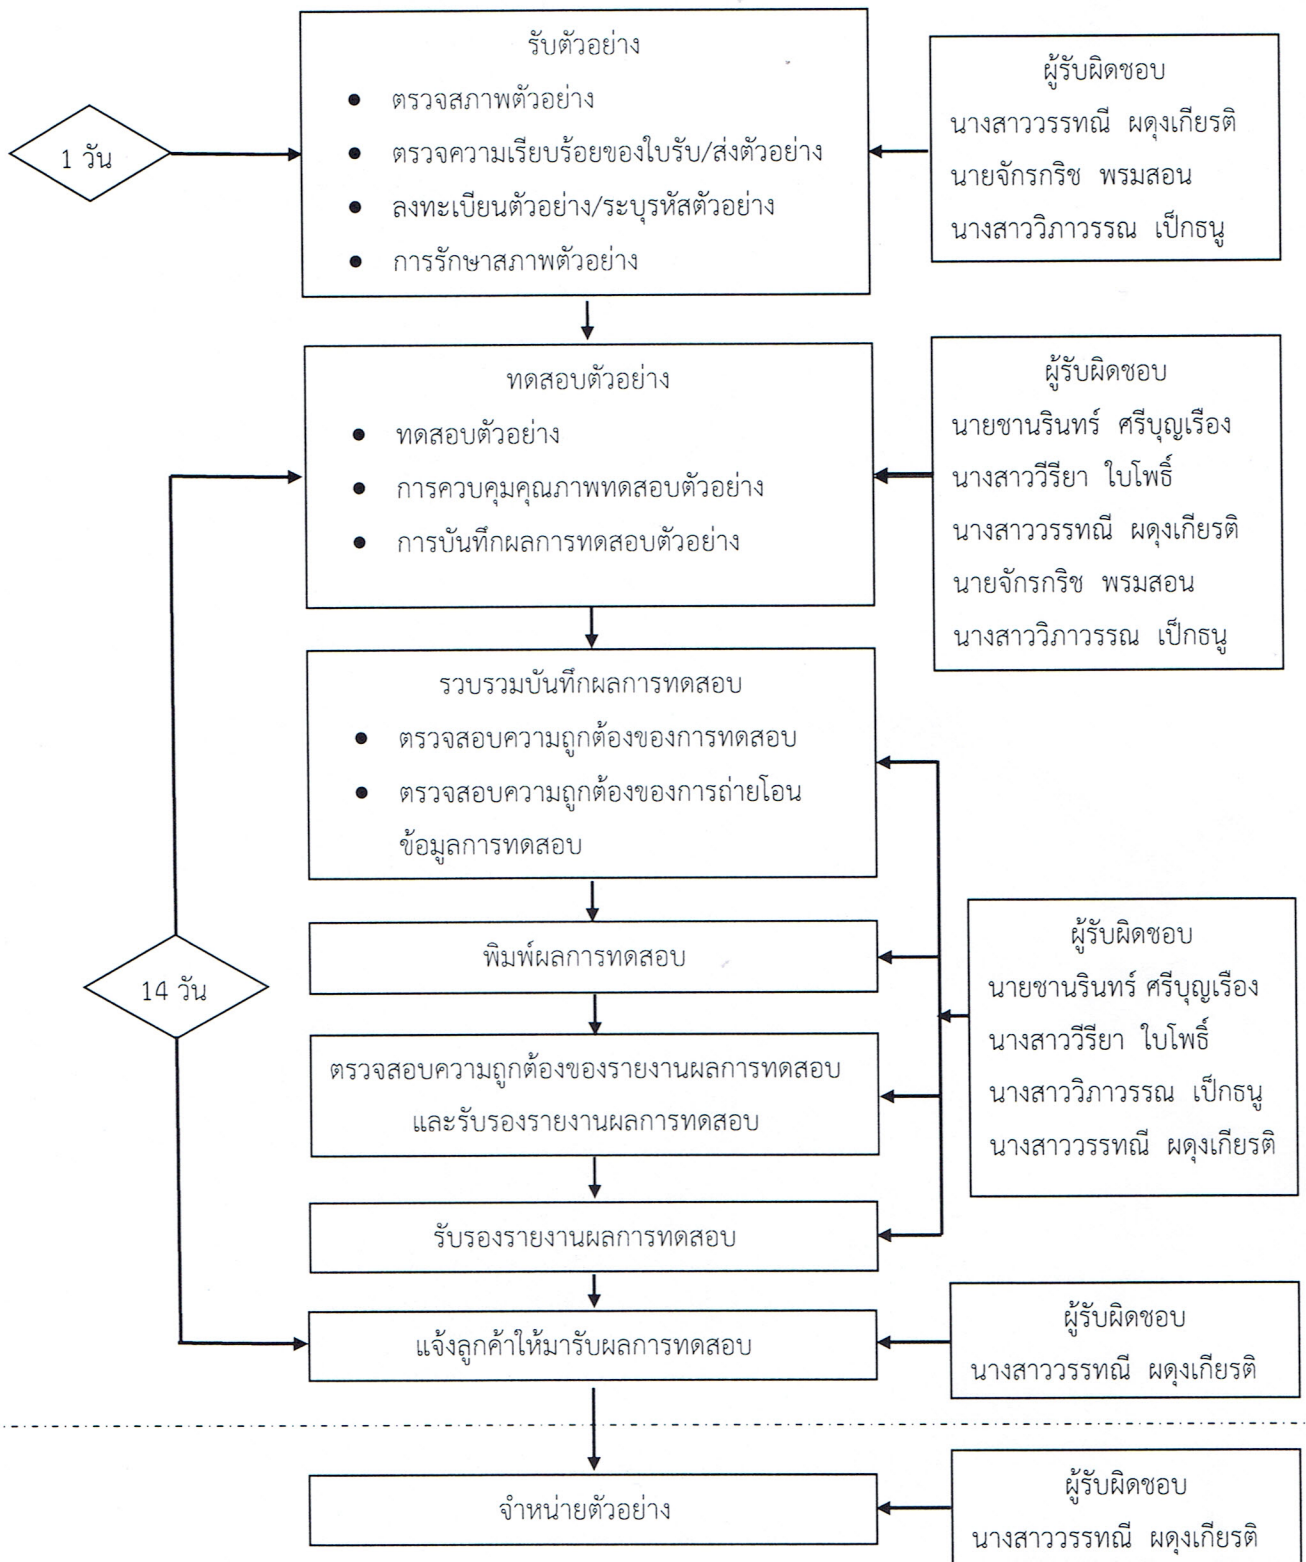 รับตัวอย่าง
• ตรวจสภาพตัวอย่าง
• ตรวจความเรียบร้อยของใบรับ/ส่งตัวอย่าง
• ลงทะเบียนตัวอย่าง/ระบุรหัสตัวอย่าง
• การรักษาสภาพตัวอย่าง
1 วัน
ผู้รับผิดชอบ
นางสาววรรทณี ผดุงเกียรติ
นายจักรกริช พรมสอน
นางสาววิภาวรรณ เป็กธนู
ทดสอบตัวอย่าง
• ทดสอบตัวอย่าง
• การควบคุมคุณภาพทดสอบตัวอย่าง
• การบันทึกผลการทดสอบตัวอย่าง
ผู้รับผิดชอบ
นายชานรินทร์ ศรีบุญเรือง
นางสาววีรียา ใบโพธิ์
นางสาววรรทณี ผดุงเกียรติ
นายจักรกริช พรมสอน
นางสาววิภาวรรณ เป็กธนู
รวบรวมบันทึกผลการทดสอบ
• ตรวจสอบความถูกต้องของการทดสอบ
• ตรวจสอบความถูกต้องของการถ่ายโอน
ข้อมูลการทดสอบ
พิมพ์ผลการทดสอบ
14 วัน
ตรวจสอบความถูกต้องของรายงานผลการทดสอบ
และรับรองรายงานผลการทดสอบ
ผู้รับผิดชอบ
นายชานรินทร์ ศรีบุญเรือง
นางสาววีรียา ใบโพธิ์
นางสาววิภาวรรณ เป็กธนู
นางสาววรรทณี ผดุงเกียรติ
รับรองรายงานผลการทดสอบ
แจ้งลูกค้าให้มารับผลการทดสอบ
ผู้รับผิดชอบ
นางสาววรรทณี ผดุงเกียรติ
จำหน่ายตัวอย่าง
ผู้รับผิดชอบ
นางสาววรรทณี ผดุงเกียรติ